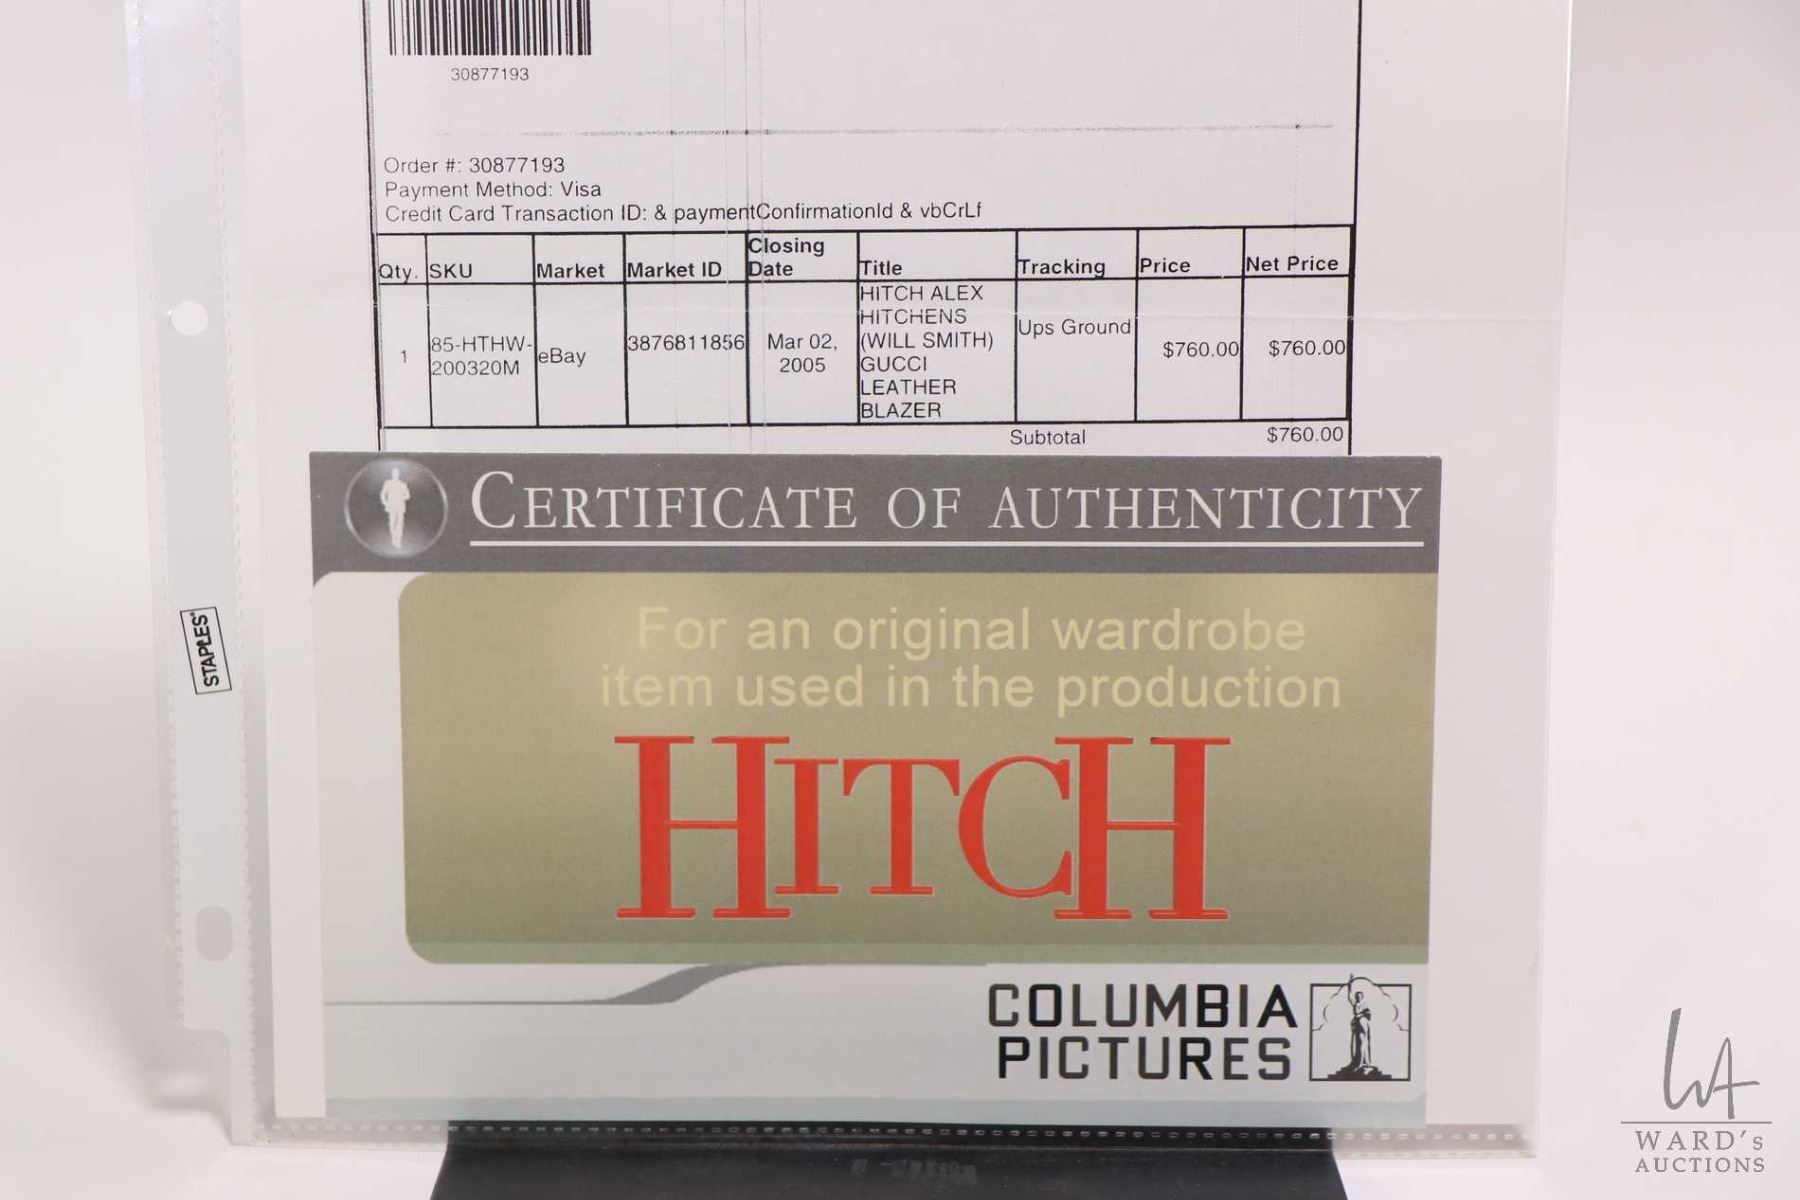 30877193
Order #: 30877193
Payment Method: Visa
Credit Card Transaction ID: & paymentConfirmationId & vbCrLf
Qty. SKU Market Market ID Closing Date Title Tracking Price Net Price
1 85-HTHW-200320M eBay 3876811856 Mar 02, 2005 HITCH ALEX HITCHENS (WILL SMITH) GUCCI LEATHER BLAZER Ups Ground $760.00 $760.00
Subtotal $760.00
CERTIFICATE OF AUTHENTICITY
For an original wardrobe
item used in the production
HITCH
COLUMBIA
PICTURES
STAPLES
WA
WARD's
AUCTIONS